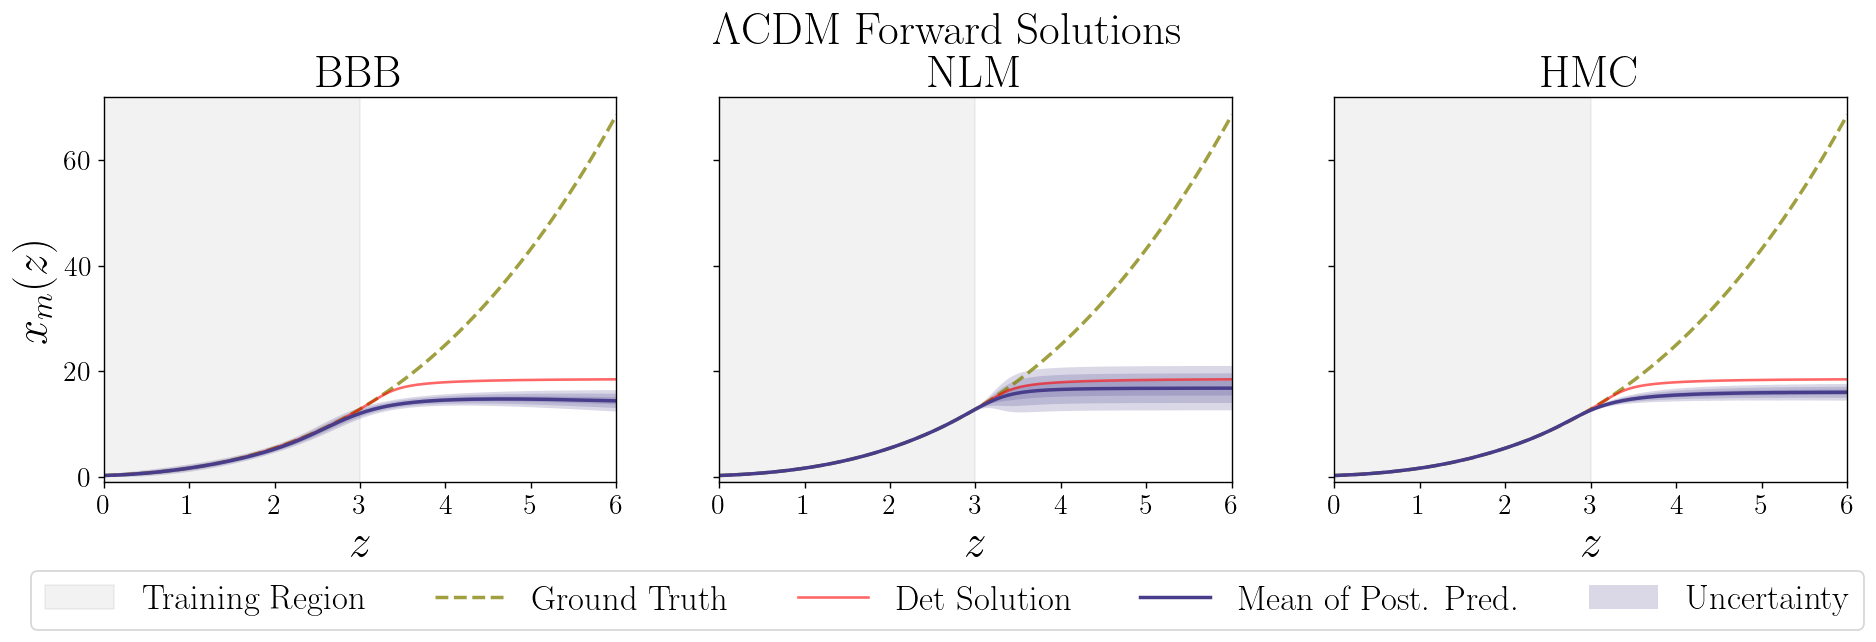 ΛCDM Forward Solutions
BBB NLM HMC
60
40
20
0
x_m(z)
0 1 2 3 4 5 6 0 1 2 3 4 5 6 0 1 2 3 4 5 6
z z z
Training Region Ground Truth Det Solution Mean of Post. Pred. Uncertainty